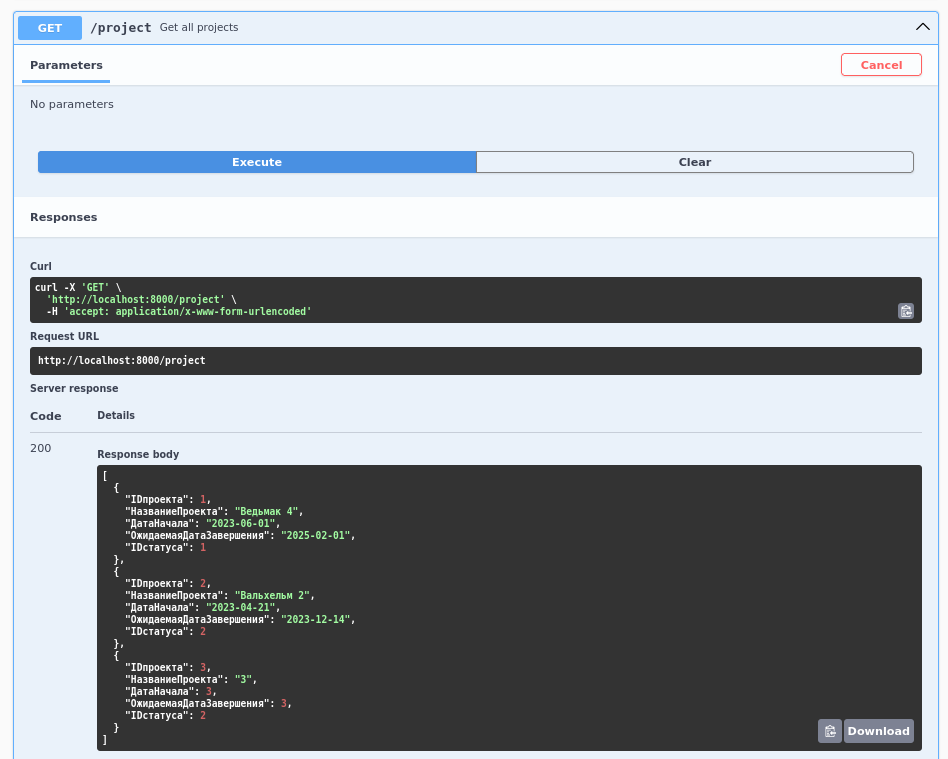 GET /project Get all projects
Parameters
Cancel
No parameters
Execute
Clear
Responses
Curl
curl -X 'GET' \
  'http://localhost:8000/project' \
  -H 'accept: application/x-www-form-urlencoded'
Request URL
http://localhost:8000/project
Server response
Code Details
200
Response body
[
  {
    "IDпроекта": 1,
    "НазваниеПроекта": "Ведьмак 4",
    "ДатаНачала": "2023-06-01",
    "ОжидаемаяДатаЗавершения": "2025-02-01",
    "IDстатуса": 1
  },
  {
    "IDпроекта": 2,
    "НазваниеПроекта": "Вальхельм 2",
    "ДатаНачала": "2023-04-21",
    "ОжидаемаяДатаЗавершения": "2023-12-14",
    "IDстатуса": 2
  },
  {
    "IDпроекта": 3,
    "НазваниеПроекта": "3",
    "ДатаНачала": 3,
    "ОжидаемаяДатаЗавершения": 3,
    "IDстатуса": 2
  }
]
Download